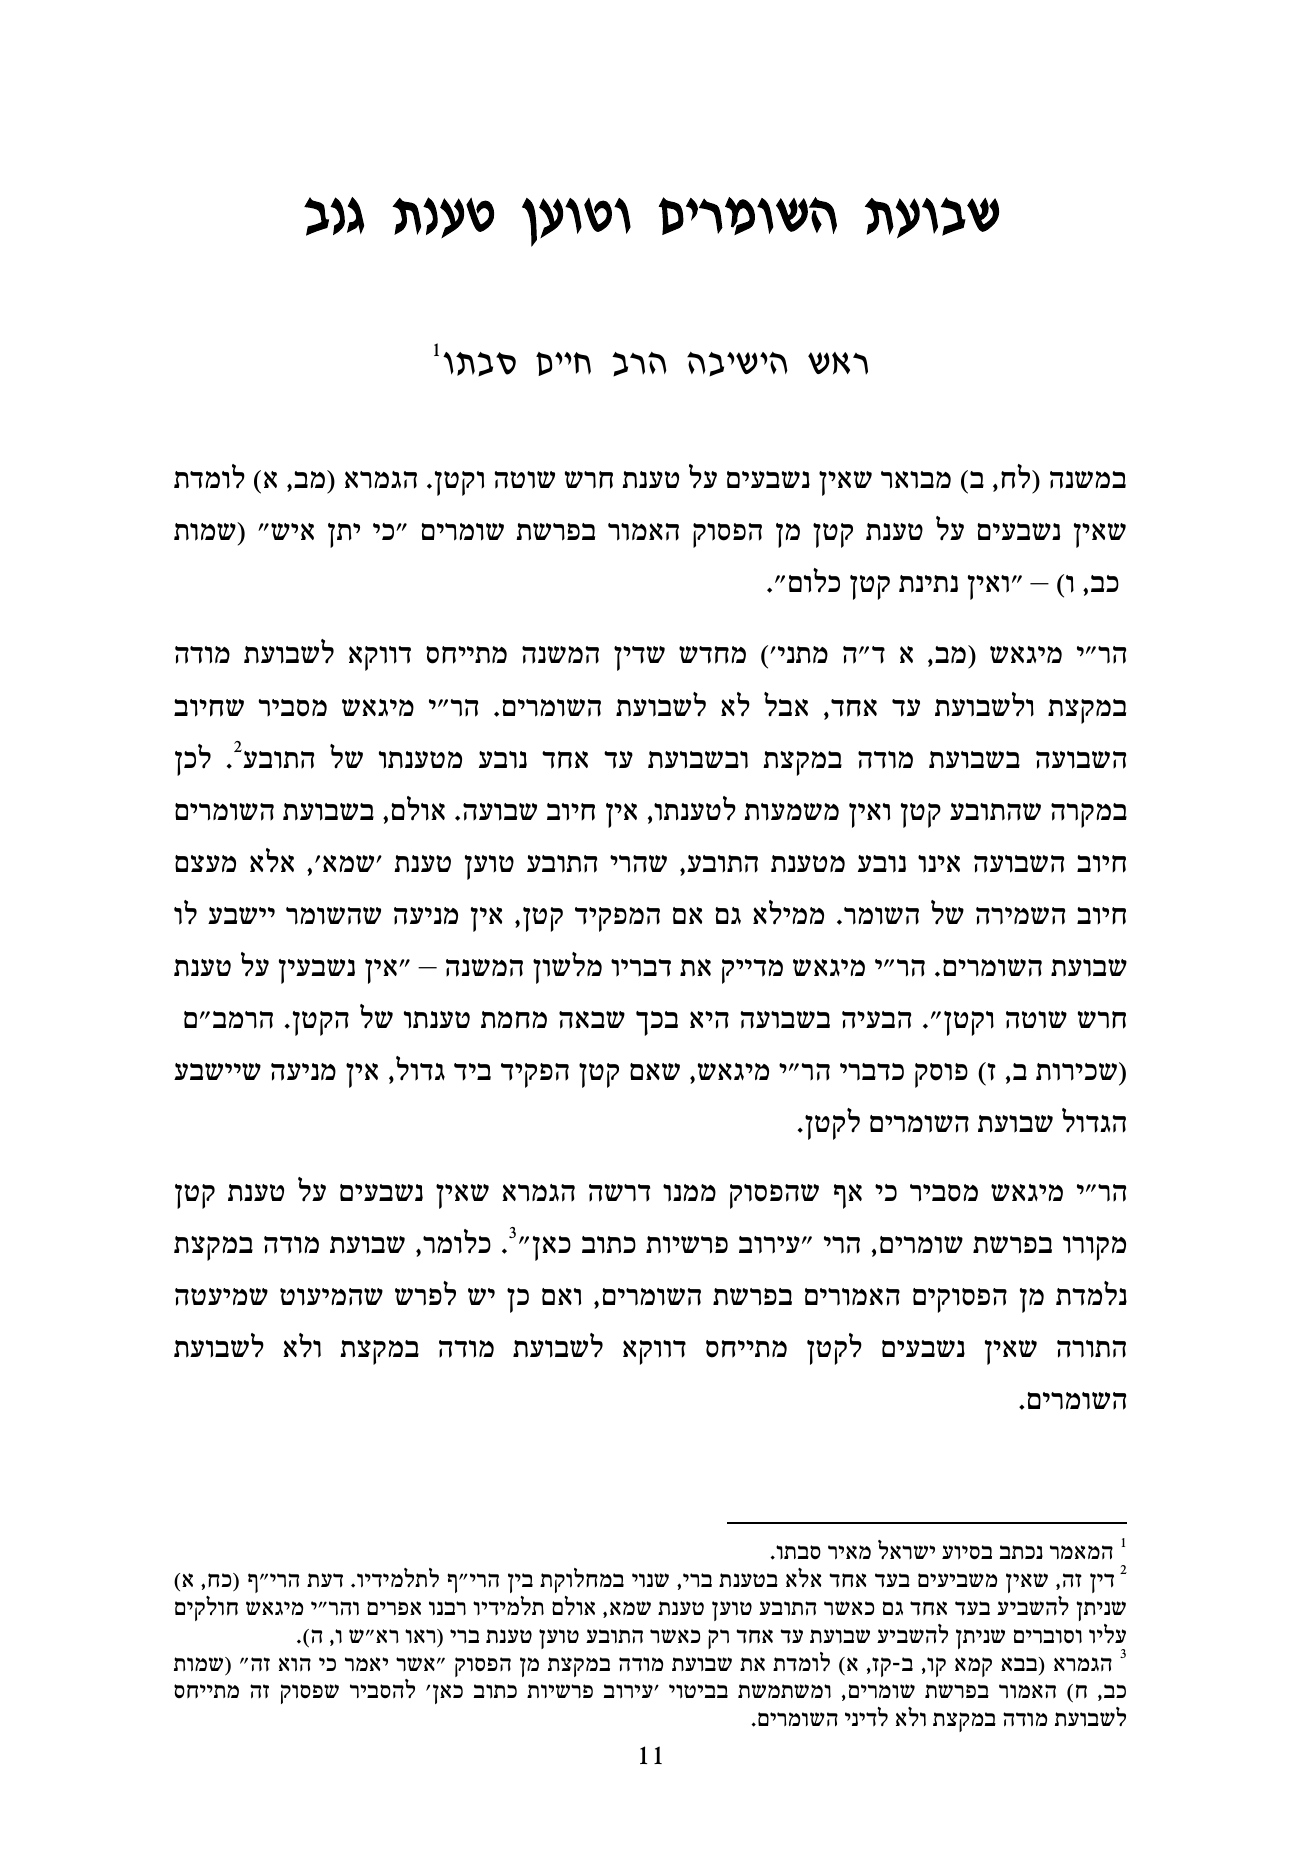 שבועת השומרים וטוען טענת גנב
ראש הישיבה הרב חיים סבתו1
במשנה (לח, ב) מבואר שאין נשבעים על טענת חרש שוטה וקטן. הגמרא (מב, א) לומדת
שאין נשבעים על טענת קטן מן הפסוק האמור בפרשת שומרים ״כי יתן איש״ (שמות
כב, ו) – ״ואין נתינת קטן כלום״.
הר״י מיגאש (מב, א ד״ה מתני׳) מחדש שדין המשנה מתייחס דווקא לשבועת מודה
במקצת ולשבועת עד אחד, אבל לא לשבועת השומרים. הר״י מיגאש מסביר שחיוב
השבועה בשבועת מודה במקצת ובשבועת עד אחד נובע מטענתו של התובע2. לכן
במקרה שהתובע קטן ואין משמעות לטענתו, אין חיוב שבועה. אולם, בשבועת השומרים
חיוב השבועה אינו נובע מטענת התובע, שהרי התובע טוען טענת ׳שמא׳, אלא מעצם
חיוב השמירה של השומר. ממילא גם אם המפקיד קטן, אין מניעה שהשומר יישבע לו
שבועת השומרים. הר״י מיגאש מדייק את דבריו מלשון המשנה – ״אין נשבעין על טענת
חרש שוטה וקטן״. הבעיה בשבועה היא בכך שבאה מחמת טענתו של הקטן. הרמב״ם
(שכירות ב, ז) פוסק כדברי הר״י מיגאש, שאם קטן הפקיד ביד גדול, אין מניעה שיישבע
הגדול שבועת השומרים לקטן.
הר״י מיגאש מסביר כי אף שהפסוק ממנו דרשה הגמרא שאין נשבעים על טענת קטן
מקורו בפרשת שומרים, הרי ״עירוב פרשיות כתוב כאן״3. כלומר, שבועת מודה במקצת
נלמדת מן הפסוקים האמורים בפרשת השומרים, ואם כן יש לפרש שהמיעוט שמיעטה
התורה שאין נשבעים לקטן מתייחס דווקא לשבועת מודה במקצת ולא לשבועת
השומרים.
1 המאמר נכתב בסיוע ישראל מאיר סבתו.
2 דין זה, שאין משביעים בעד אחד אלא בטענת ברי, שנוי במחלוקת בין הרי״ף לתלמידיו. דעת הרי״ף (כח, א)
שניתן להשביע בעד אחד גם כאשר התובע טוען טענת שמא, אולם תלמידיו רבנו אפרים והר״י מיגאש חולקים
עליו וסוברים שניתן להשביע שבועת עד אחד רק כאשר התובע טוען טענת ברי (ראו רא״ש ו, ה).
3 הגמרא (בבא קמא קו, ב-קז, א) לומדת את שבועת מודה במקצת מן הפסוק ״אשר יאמר כי הוא זה״ (שמות
כב, ח) האמור בפרשת שומרים, ומשתמשת בביטוי ׳עירוב פרשיות כתוב כאן׳ להסביר שפסוק זה מתייחס
לשבועת מודה במקצת ולא לדיני השומרים.
11